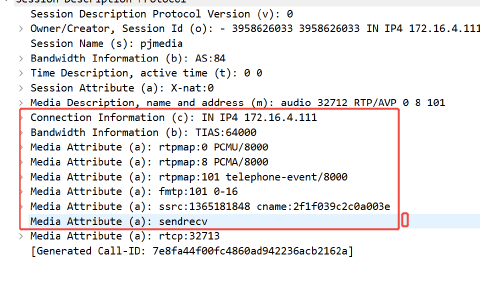 Session Description Protocol
Session Description Protocol Version (v): 0
Owner/Creator, Session Id (o): - 3958626033 3958626033 IN IP4 172.16.4.111
Session Name (s): pjmedia
Bandwidth Information (b): AS:84
Time Description, active time (t): 0 0
Session Attribute (a): X-nat:0
Media Description, name and address (m): audio 32712 RTP/AVP 0 8 101
Connection Information (c): IN IP4 172.16.4.111
Bandwidth Information (b): TIAS:64000
Media Attribute (a): rtpmap:0 PCMU/8000
Media Attribute (a): rtpmap:8 PCMA/8000
Media Attribute (a): rtpmap:101 telephone-event/8000
Media Attribute (a): fmtp:101 0-16
Media Attribute (a): ssrc:1365181848 cname:2f1f039c2c0a003e
Media Attribute (a): sendrecv
Media Attribute (a): rtcp:32713
[Generated Call-ID: 7e8fa44f00fc4860ad942236acb2162a]